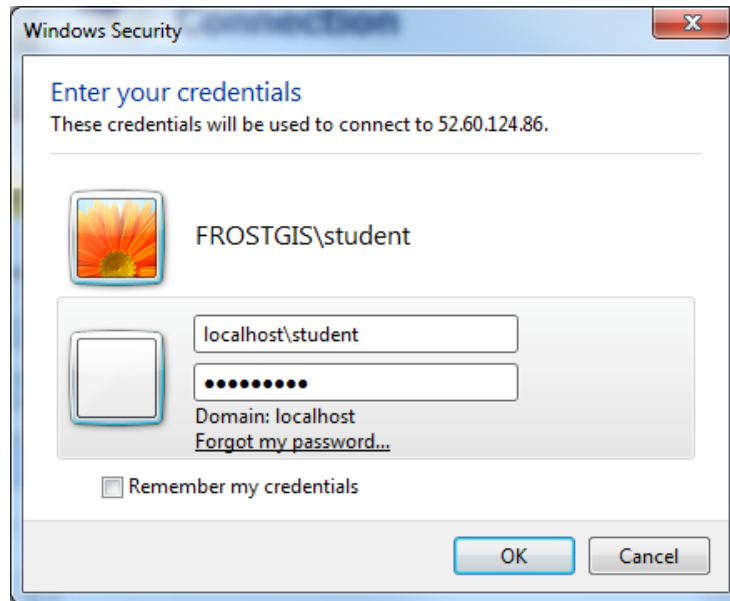 Windows Security
Connection
Enter your credentials
These credentials will be used to connect to 52.60.124.86.
FROSTGIS\student
localhost\student
●●●●●●●●●
Domain: localhost
Forgot my password...
Remember my credentials
OK
Cancel